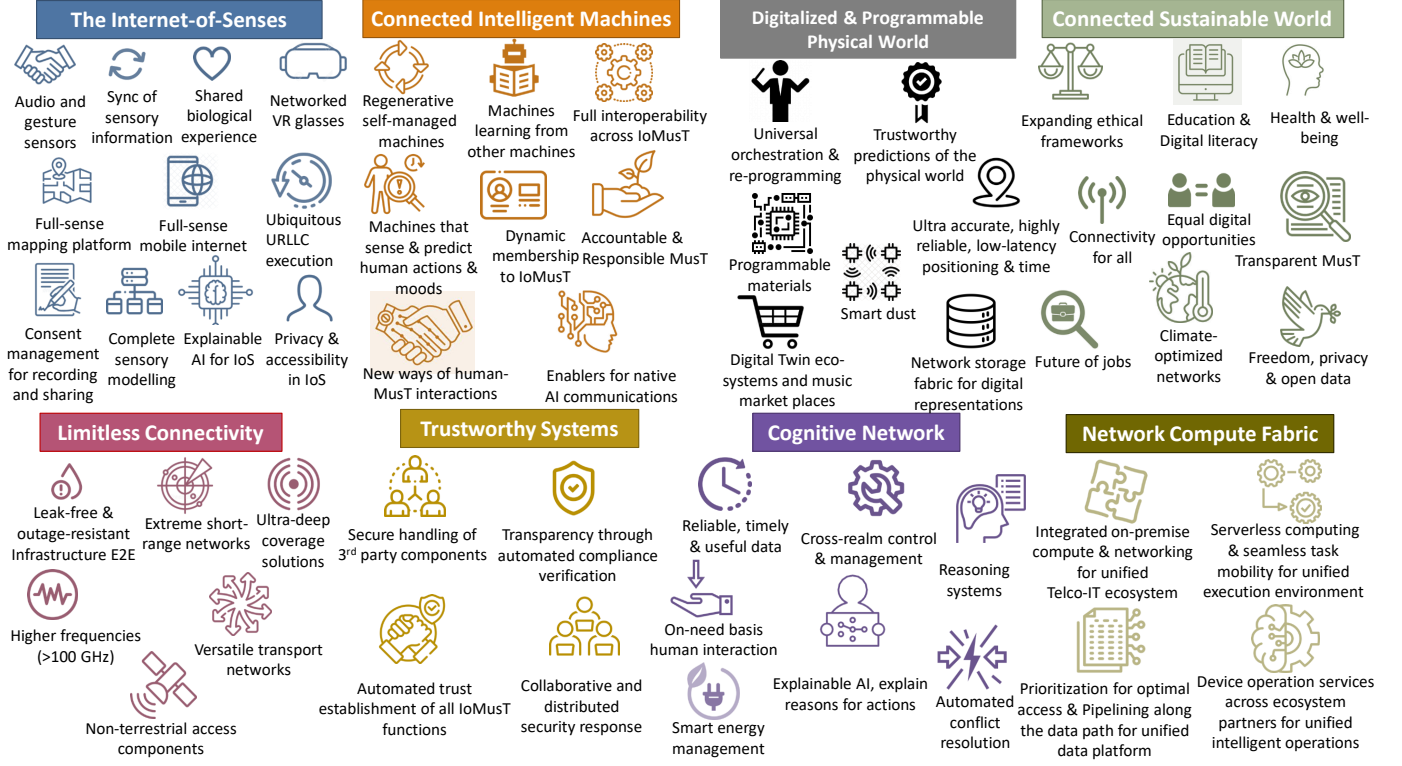 The Internet-of-Senses
Audio and
gesture
sensors
Sync of
sensory
information
Shared
biological
experience
Networked
VR glasses
Full-sense
mapping platform
Full-sense
mobile internet
Ubiquitous
URLLC
execution
Consent
management
for recording
and sharing
Complete
sensory
modelling
Explainable
AI for IoS
Privacy &
accessibility
in IoS
Connected Intelligent Machines
Regenerative
self-managed
machines
Machines
learning from
other machines
Full interoperability
across IoMusT
Machines that
sense & predict
human actions &
moods
Dynamic
membership
to IoMusT
Accountable &
Responsible MusT
New ways of human-
MusT interactions
Enablers for native
AI communications
Digitalized & Programmable
Physical World
Universal
orchestration &
re-programming
Trustworthy
predictions of the
physical world
Programmable
materials
Smart dust
Ultra accurate, highly
reliable, low-latency
positioning & time
Digital Twin eco-
systems and music
market places
Network storage
fabric for digital
representations
Connected Sustainable World
Expanding ethical
frameworks
Education &
Digital literacy
Health & well-
being
Connectivity
for all
Equal digital
opportunities
Transparent MusT
Future of jobs
Climate-
optimized
networks
Freedom, privacy
& open data
Limitless Connectivity
Leak-free &
outage-resistant
Infrastructure E2E
Extreme short-
range networks
Ultra-deep
coverage
solutions
Higher frequencies
(>100 GHz)
Versatile transport
networks
Non-terrestrial access
components
Trustworthy Systems
Secure handling of
3rd party components
Transparency through
automated compliance
verification
Automated trust
establishment of all IoMusT
functions
Collaborative and
distributed
security response
Cognitive Network
Reliable, timely
& useful data
Cross-realm control
& management
Reasoning
systems
On-need basis
human interaction
Smart energy
management
Explainable AI, explain
reasons for actions
Automated
conflict
resolution
Network Compute Fabric
Integrated on-premise
compute & networking
for unified
Telco-IT ecosystem
Serverless computing
& seamless task
mobility for unified
execution environment
Prioritization for optimal
access & Pipelining along
the data path for unified
data platform
Device operation services
across ecosystem
partners for unified
intelligent operations